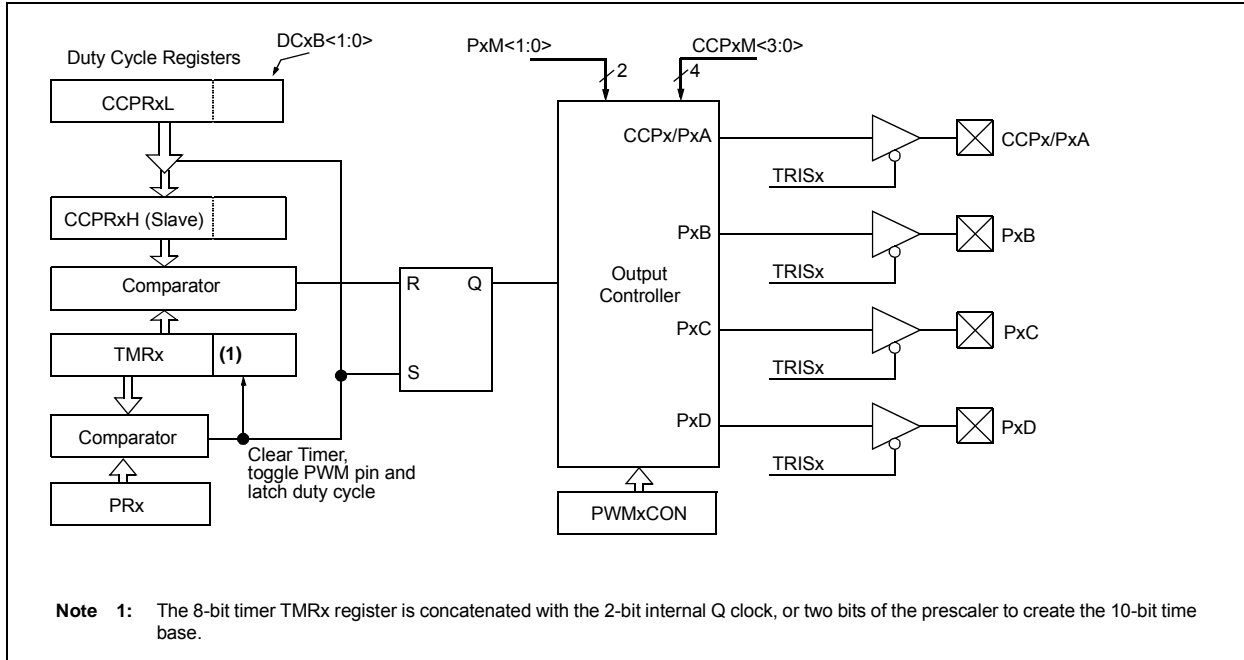 DCxB<1:0>
Duty Cycle Registers
CCPRxL
CCPRxH (Slave)
Comparator
TMRx
(1)
Comparator
PRx
Clear Timer,
toggle PWM pin and
latch duty cycle
R
Q
S
PxM<1:0>
2
CCPxM<3:0>
4
Output
Controller
CCPx/PxA
PxB
PxC
PxD
PWMxCON
TRISx
CCPx/PxA
TRISx
PxB
TRISx
PxC
TRISx
PxD
Note 1: The 8-bit timer TMRx register is concatenated with the 2-bit internal Q clock, or two bits of the prescaler to create the 10-bit time
base.